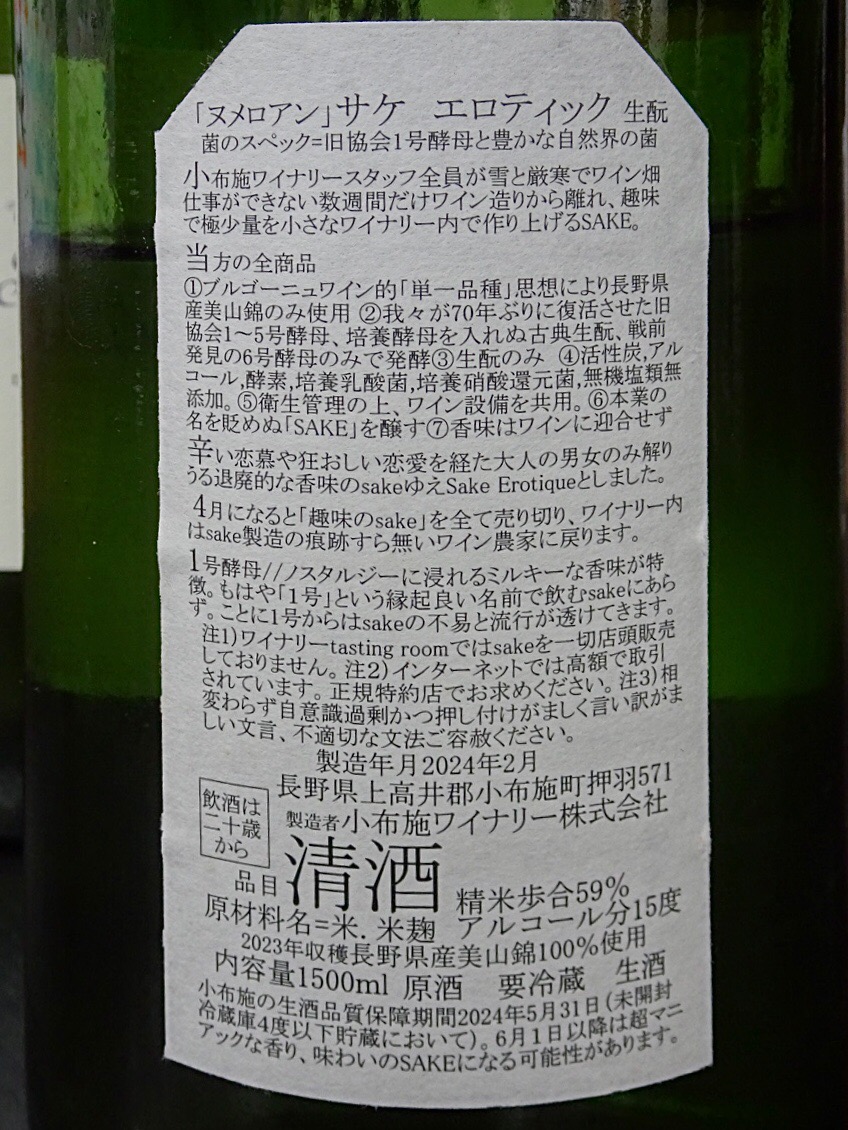 「ヌメロアン」サケ　エロティック 生酛
菌のスペック=旧協会1号酵母と豊かな自然界の菌
小布施ワイナリースタッフ全員が雪と厳寒でワイン畑
仕事ができない数週間だけワイン造りから離れ、趣味
で極少量を小さなワイナリー内で作り上げるSAKE。
当方の全商品
①ブルゴーニュワイン的「単一品種」思想により長野県
産美山錦のみ使用 ②我々が70年ぶりに復活させた旧
協会1〜5号酵母、培養酵母を入れぬ古典生酛、戦前
発見の6号酵母のみで発酵③生酛のみ ④活性炭,アル
コール,酵素,培養乳酸菌,培養硝酸還元菌,無機塩類無
添加。⑤衛生管理の上、ワイン設備を共用。⑥本業の
名を貶めぬ「SAKE」を醸す⑦香味はワインに迎合せず
辛い恋慕や狂おしい恋愛を経た大人の男女のみ解り
うる退廃的な香味のsakeゆえSake Erotiqueとしました。
4月になると「趣味のsake」を全て売り切り、ワイナリー内
はsake製造の痕跡すら無いワイン農家に戻ります。
1号酵母//ノスタルジーに浸れるミルキーな香味が特
徴。もはや「1号」という縁起良い名前で飲むsakeにあら
ず。ことに1号からはsakeの不易と流行が透けてきます。
注1)ワイナリーtasting roomではsakeを一切店頭販売
しておりません。注2)インターネットでは高額で取引
されています。正規特約店でお求めください。注3)相
変わらず自意識過剰かつ押し付けがましく言い訳がま
しい文言、不適切な文法ご容赦ください。
製造年月2024年2月
長野県上高井郡小布施町押羽571
製造者小布施ワイナリー株式会社
飲酒は
二十歳
から
品目 清酒 精米歩合59%
原材料名=米. 米麹 アルコール分15度
2023年収穫長野県産美山錦100%使用
内容量1500ml 原酒　要冷蔵　生酒
小布施の生酒品質保障期間2024年5月31日(未開封
冷蔵庫4度以下貯蔵において)。6月1日以降は超マニ
アックな香り、味わいのSAKEになる可能性があります。